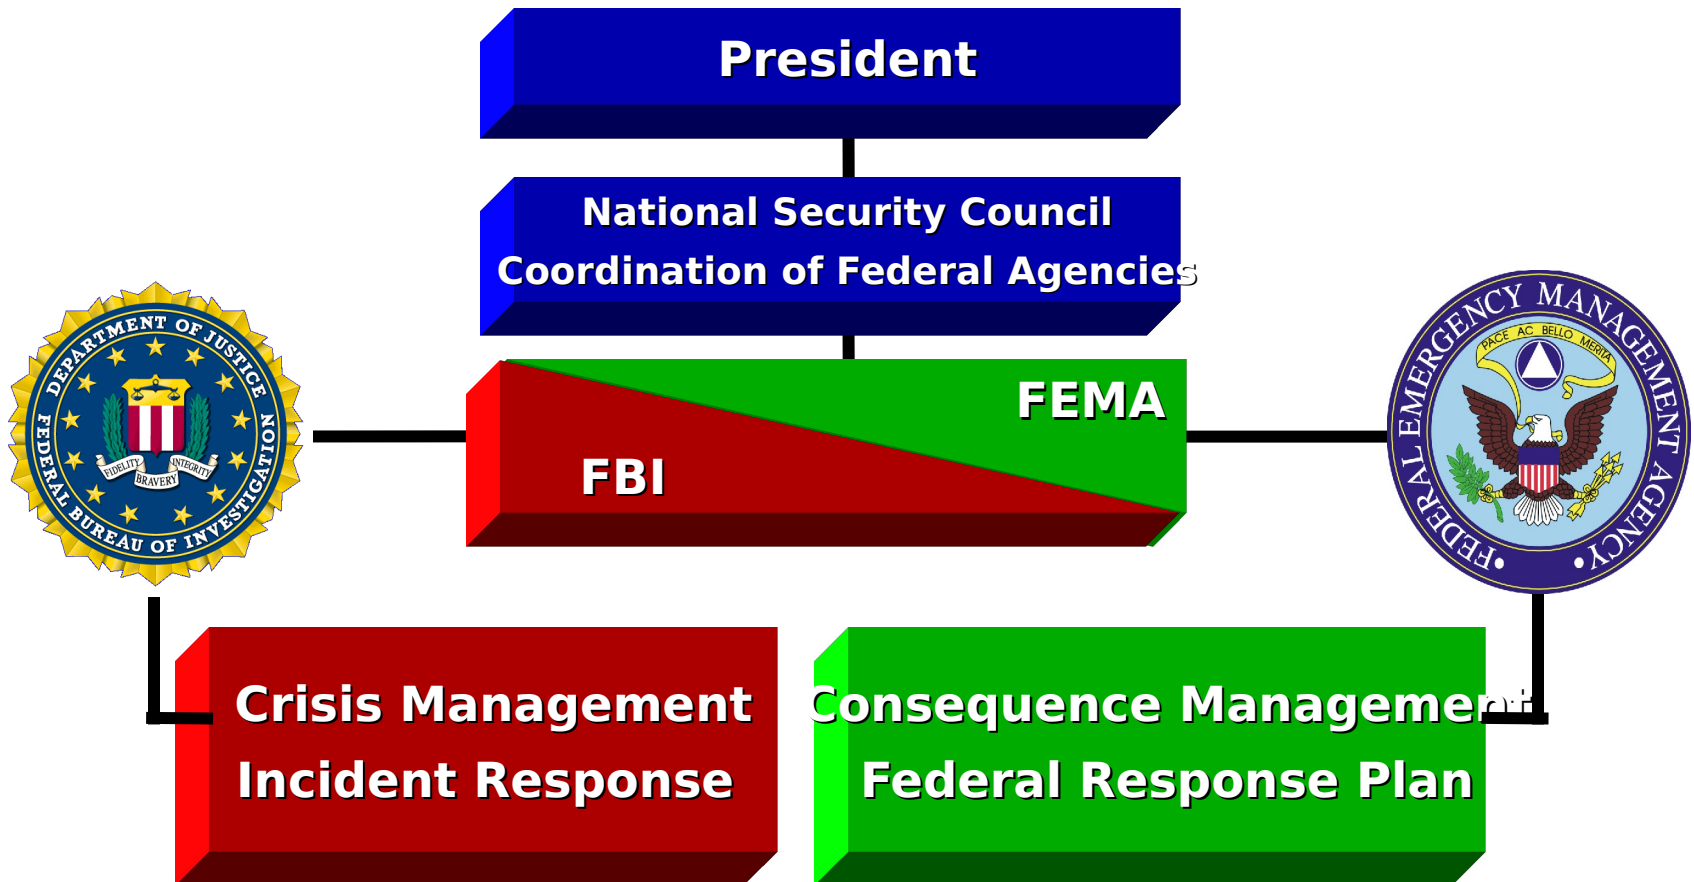 President
National Security Council
Coordination of Federal Agencies
FEMA
FBI
DEPARTMENT OF JUSTICE
FIDELITY
BRAVERY
INTEGRITY
FEDERAL BUREAU OF INVESTIGATION
FEDERAL EMERGENCY MANAGEMENT AGENCY
PACE AC BELLO MERITA
Crisis Management
Incident Response
Consequence Management
Federal Response Plan